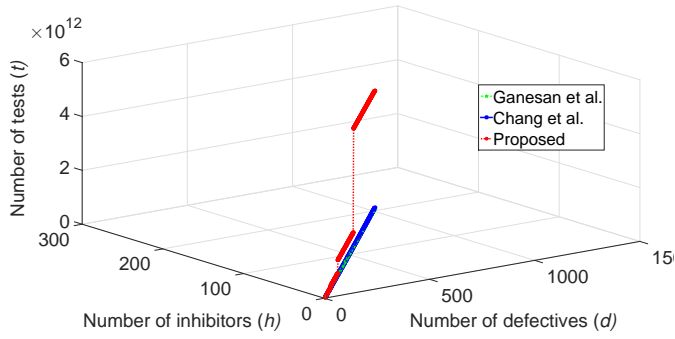 ×10^12
6
4
2
0
Number of tests (t)
300
200
100
0
Number of inhibitors (h)
0
500
1000
Number of defectives (d)
Ganesan et al.
Chang et al.
Proposed